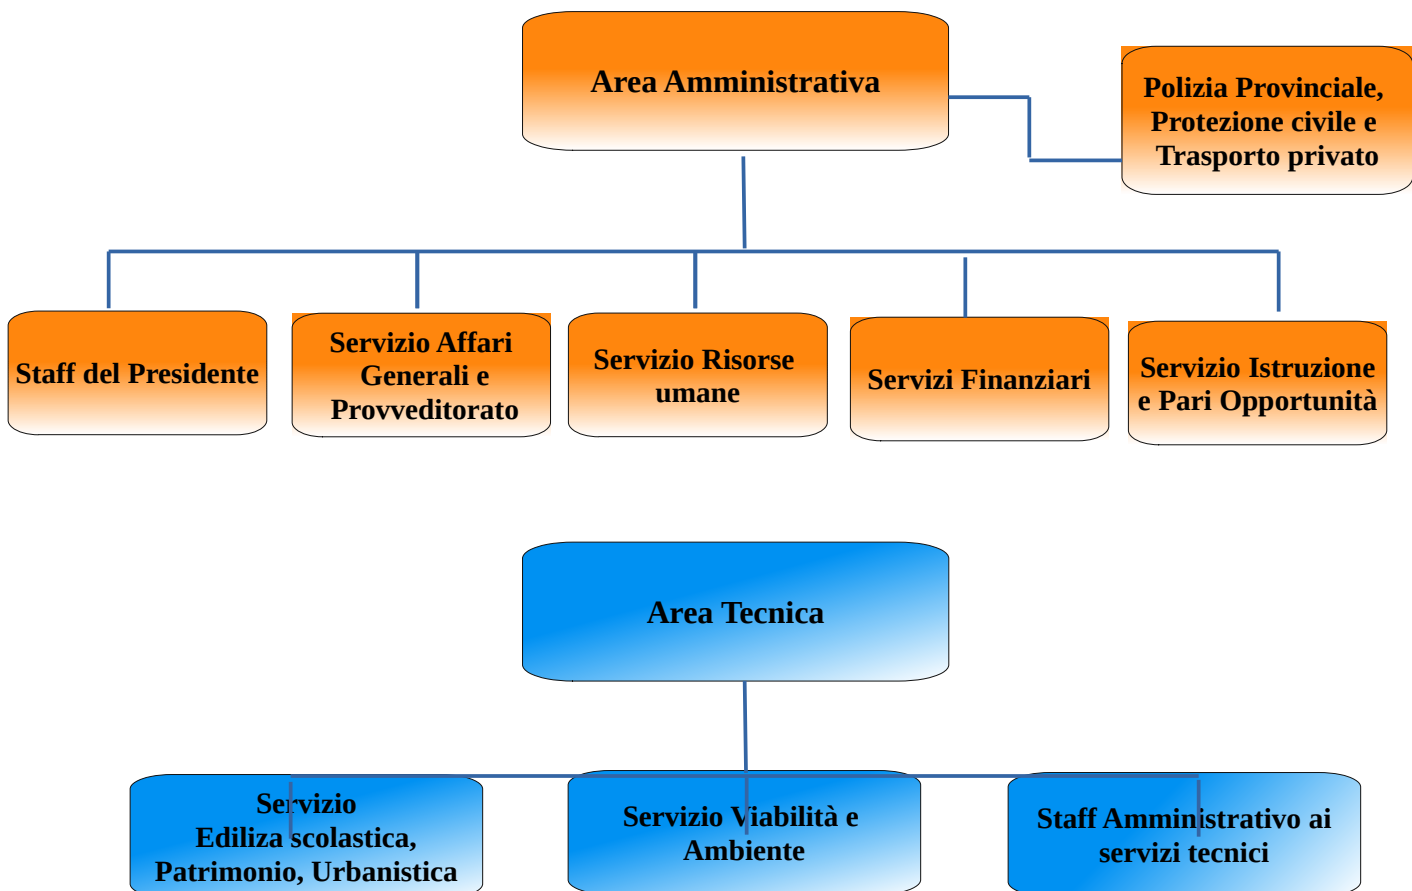 Area Amministrativa
Polizia Provinciale,
Protezione civile e
Trasporto privato
Staff del Presidente
Servizio Affari
Generali e
Provveditorato
Servizio Risorse
umane
Servizi Finanziari
Servizio Istruzione
e Pari Opportunità
Area Tecnica
Servizio
Ediliza scolastica,
Patrimonio, Urbanistica
Servizio Viabilità e
Ambiente
Staff Amministrativo ai
servizi tecnici